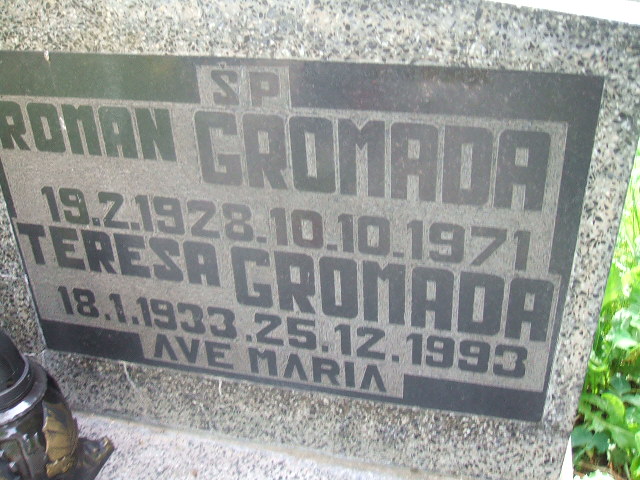 ŚP
ROMAN GROMADA
19.2.1928.10.10.1971
TERESA GROMADA
18.1.1933.25.12.1993
AVE MARIA